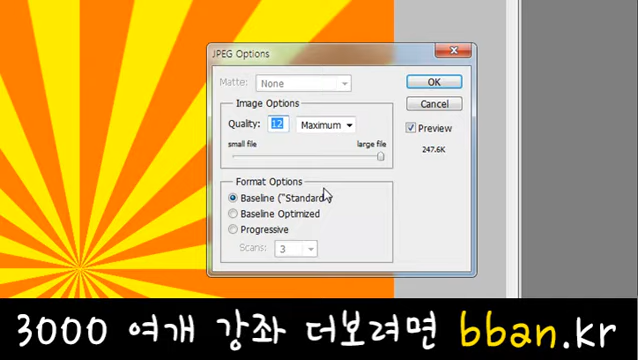 JPEG Options
Matte: None
OK
Image Options
Cancel
Quality: 12 Maximum
Preview
small file large file
247.6K
Format Options
Baseline ("Standard
Baseline Optimized
Progressive
Scans: 3
3000 여개 강좌 더보려면 bban.kr